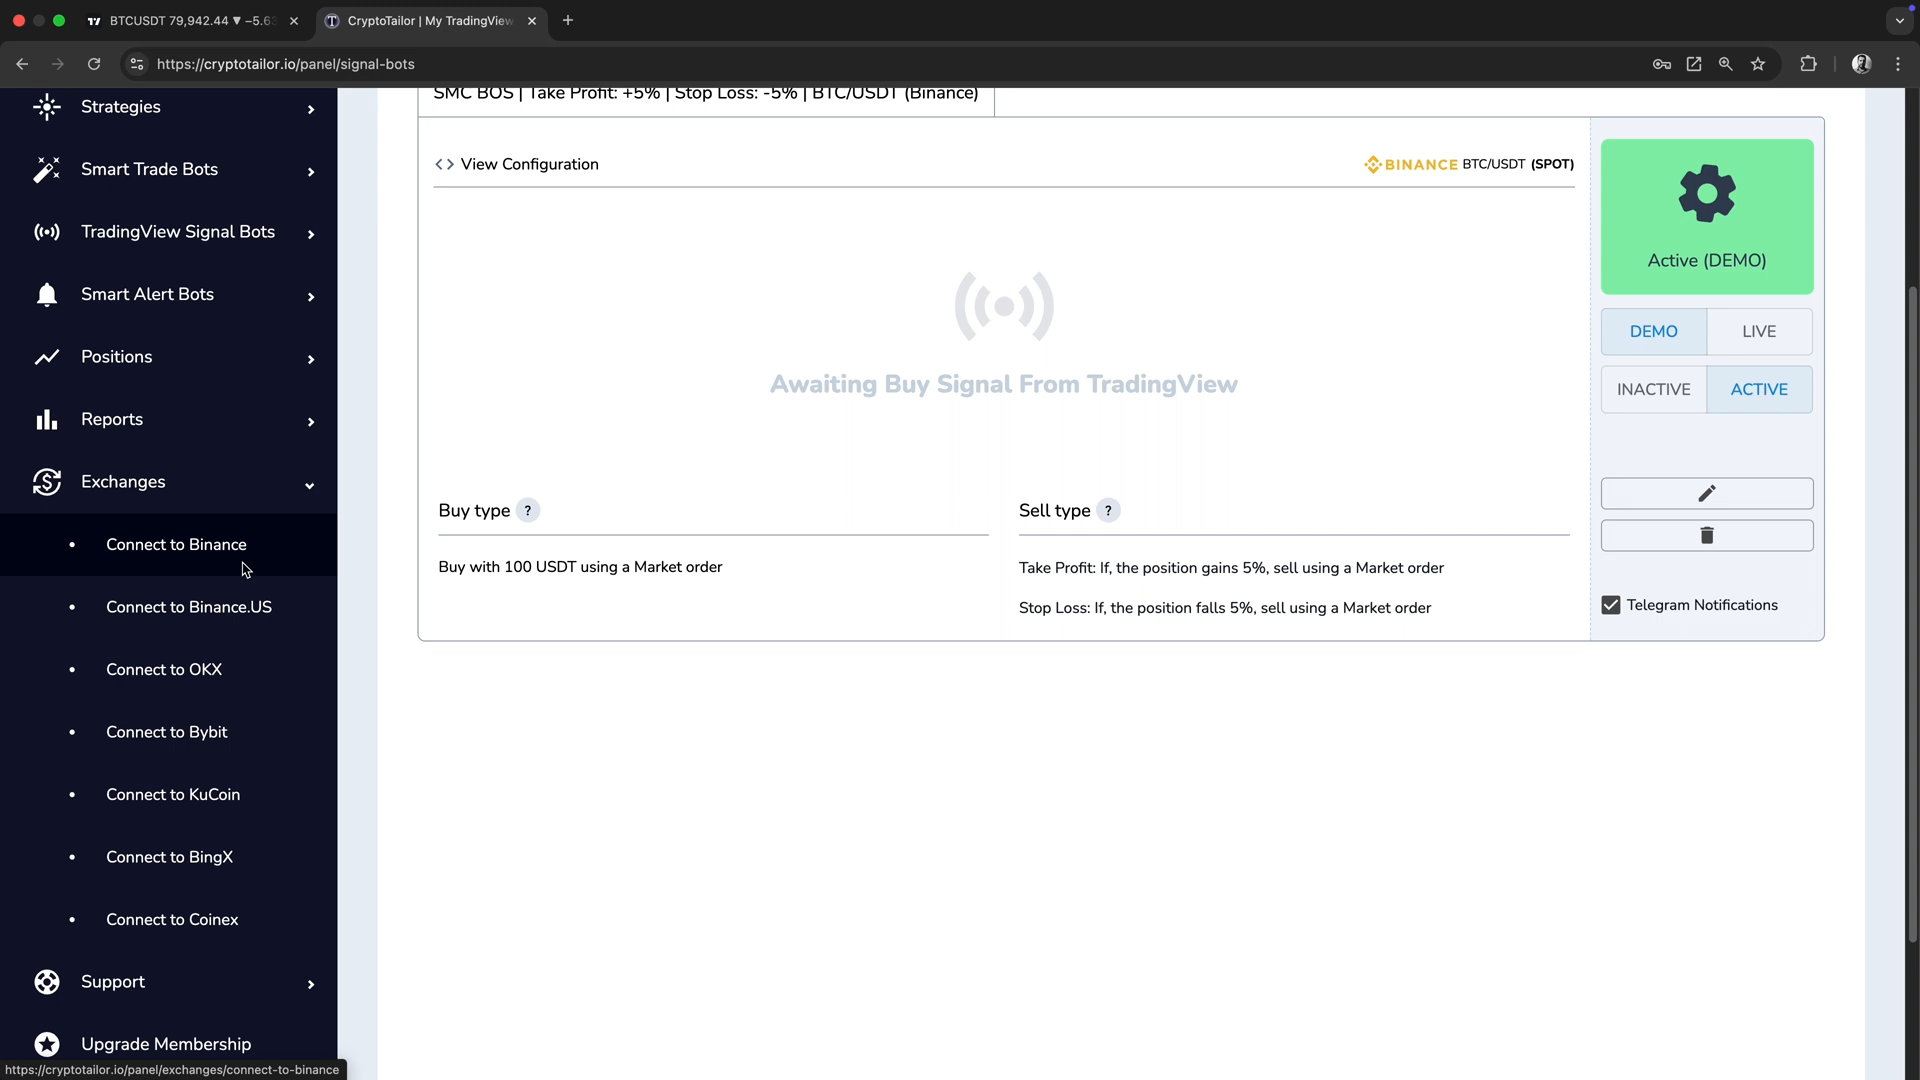 BTCUSDT 79,942.44 ▼ −5.63
CryptoTailor | My TradingView
https://cryptotailor.io/panel/signal-bots
Strategies
Smart Trade Bots
TradingView Signal Bots
Smart Alert Bots
Positions
Reports
Exchanges
Connect to Binance
Connect to Binance.US
Connect to OKX
Connect to Bybit
Connect to KuCoin
Connect to BingX
Connect to Coinex
Support
Upgrade Membership
https://cryptotailor.io/panel/exchanges/connect-to-binance
SMC BOS | Take Profit: +5% | Stop Loss: -5% | BTC/USDT (Binance)
<> View Configuration
BINANCE BTC/USDT (SPOT)
Awaiting Buy Signal From TradingView
Buy type ?
Buy with 100 USDT using a Market order
Sell type ?
Take Profit: If, the position gains 5%, sell using a Market order
Stop Loss: If, the position falls 5%, sell using a Market order
Active (DEMO)
DEMO LIVE
INACTIVE ACTIVE
Telegram Notifications